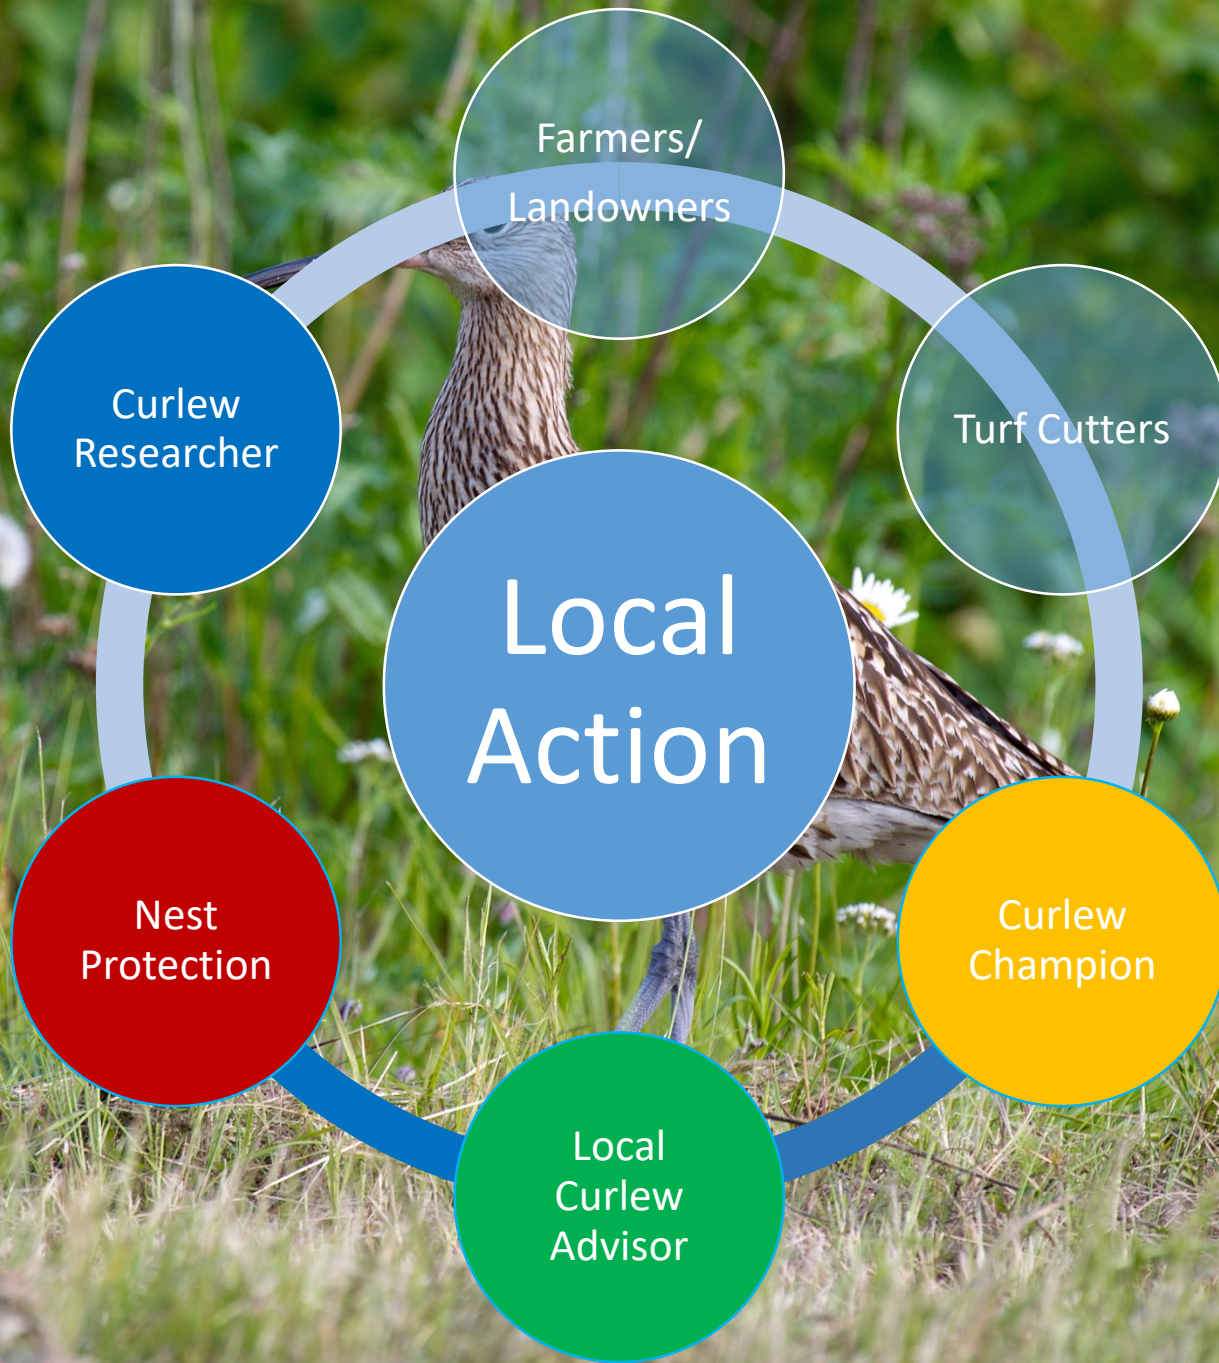 Farmers/
Landowners
Turf Cutters
Curlew
Champion
Local
Curlew
Advisor
Nest
Protection
Curlew
Researcher
Local
Action